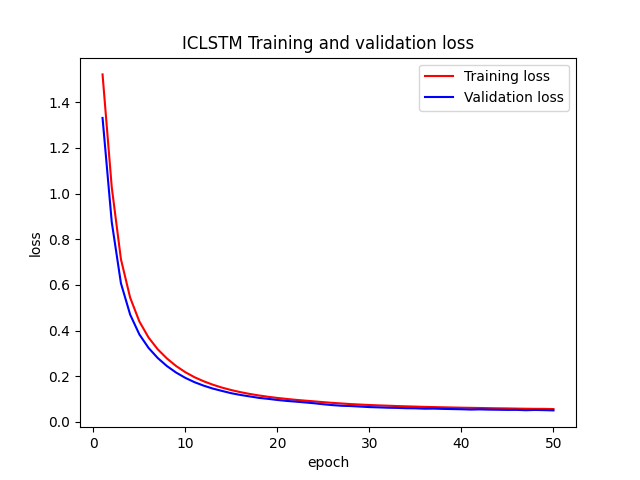 ICLSTM Training and validation loss
Training loss
Validation loss
1.4
1.2
1.0
0.8
0.6
0.4
0.2
0.0
loss
0 10 20 30 40 50
epoch